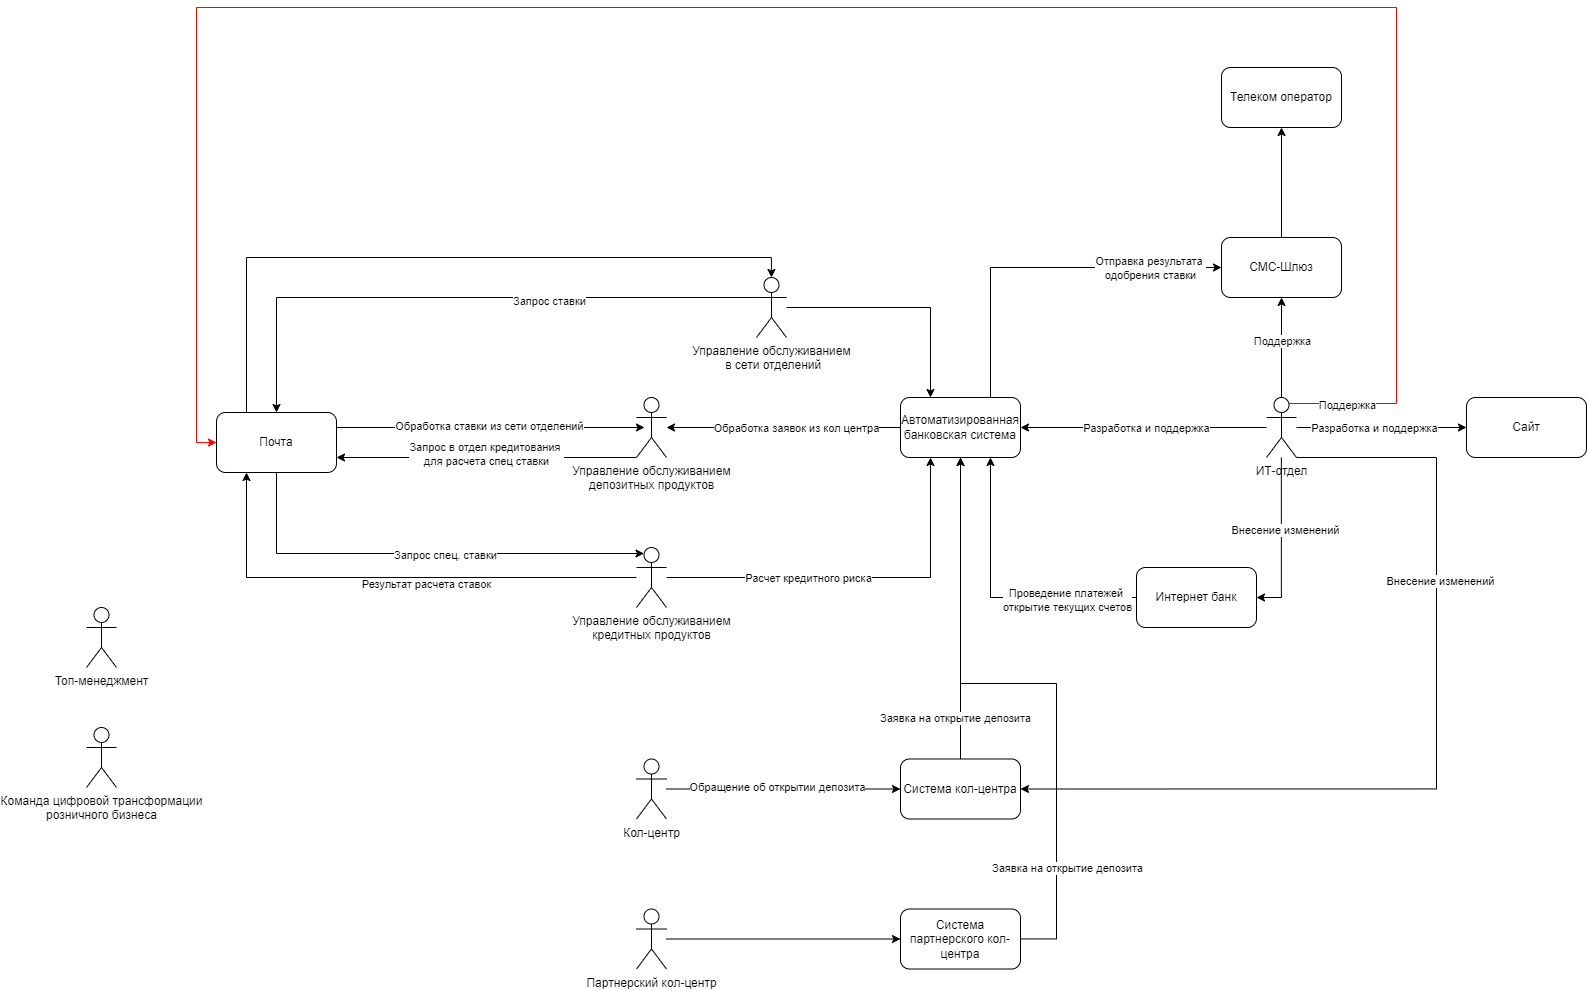 Телеком оператор
Отправка результата
одобрения ставки
СМС-Шлюз
Запрос ставки
Поддержка
Управление обслуживанием
в сети отделений
Поддержка
Почта
Обработка ставки из сети отделений
Запрос в отдел кредитования
для расчета спец ставки
Обработка заявок из кол центра
Автоматизированная
банковская система
Разработка и поддержка
Разработка и поддержка
Сайт
Управление обслуживанием
депозитных продуктов
ИТ-отдел
Внесение изменений
Запрос спец. ставки
Результат расчета ставок
Расчет кредитного риска
Внесение изменений
Проведение платежей
открытие текущих счетов
Интернет банк
Управление обслуживанием
кредитных продуктов
Топ-менеджмент
Заявка на открытие депозита
Команда цифровой трансформации
розничного бизнеса
Обращение об открытии депозита
Система кол-центра
Кол-центр
Заявка на открытие депозита
Система
партнерского кол-
центра
Партнерский кол-центр